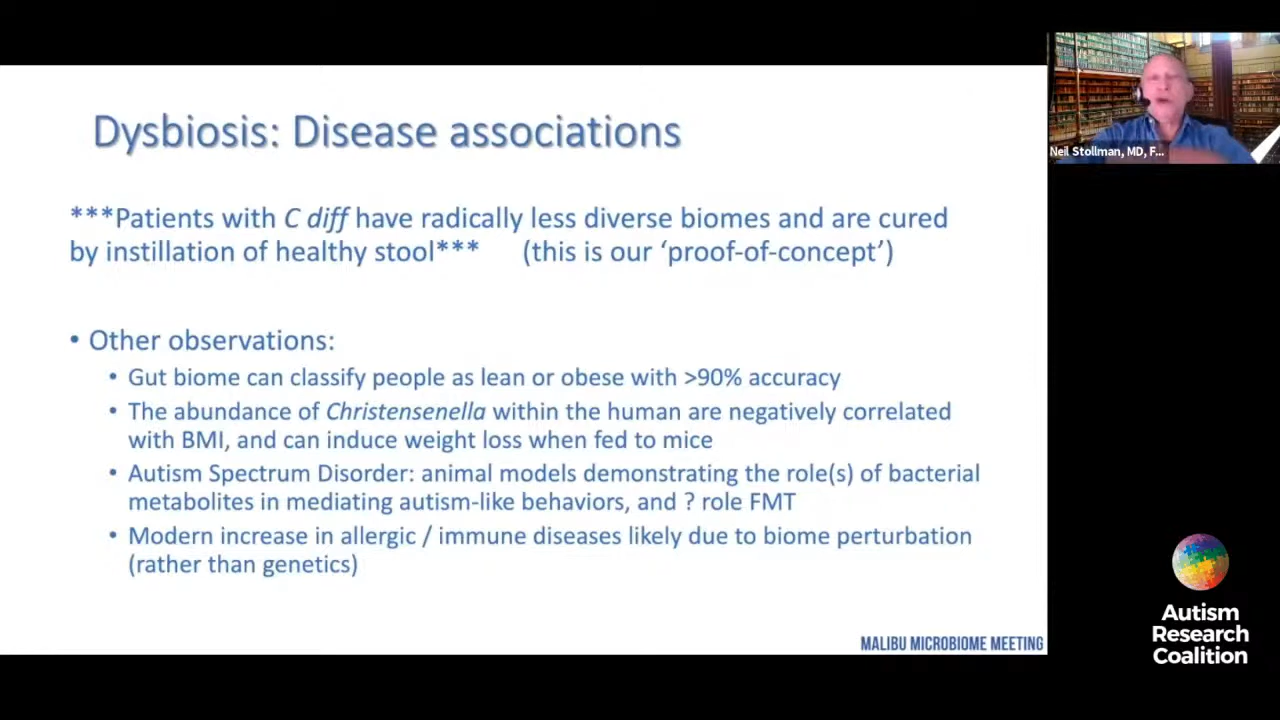 Dysbiosis: Disease associations
***Patients with C diff have radically less diverse biomes and are cured
by instillation of healthy stool*** (this is our ‘proof-of-concept’)
• Other observations:
• Gut biome can classify people as lean or obese with >90% accuracy
• The abundance of Christensenella within the human are negatively correlated
with BMI, and can induce weight loss when fed to mice
• Autism Spectrum Disorder: animal models demonstrating the role(s) of bacterial
metabolites in mediating autism-like behaviors, and ? role FMT
• Modern increase in allergic / immune diseases likely due to biome perturbation
(rather than genetics)
MALIBU MICROBIOME MEETING
Neil Stollman, MD, F...
Autism
Research
Coalition